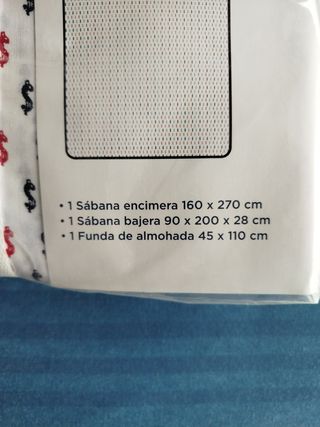 • 1 Sábana encimera 160 x 270 cm
• 1 Sábana bajera 90 x 200 x 28 cm
• 1 Funda de almohada 45 x 110 cm